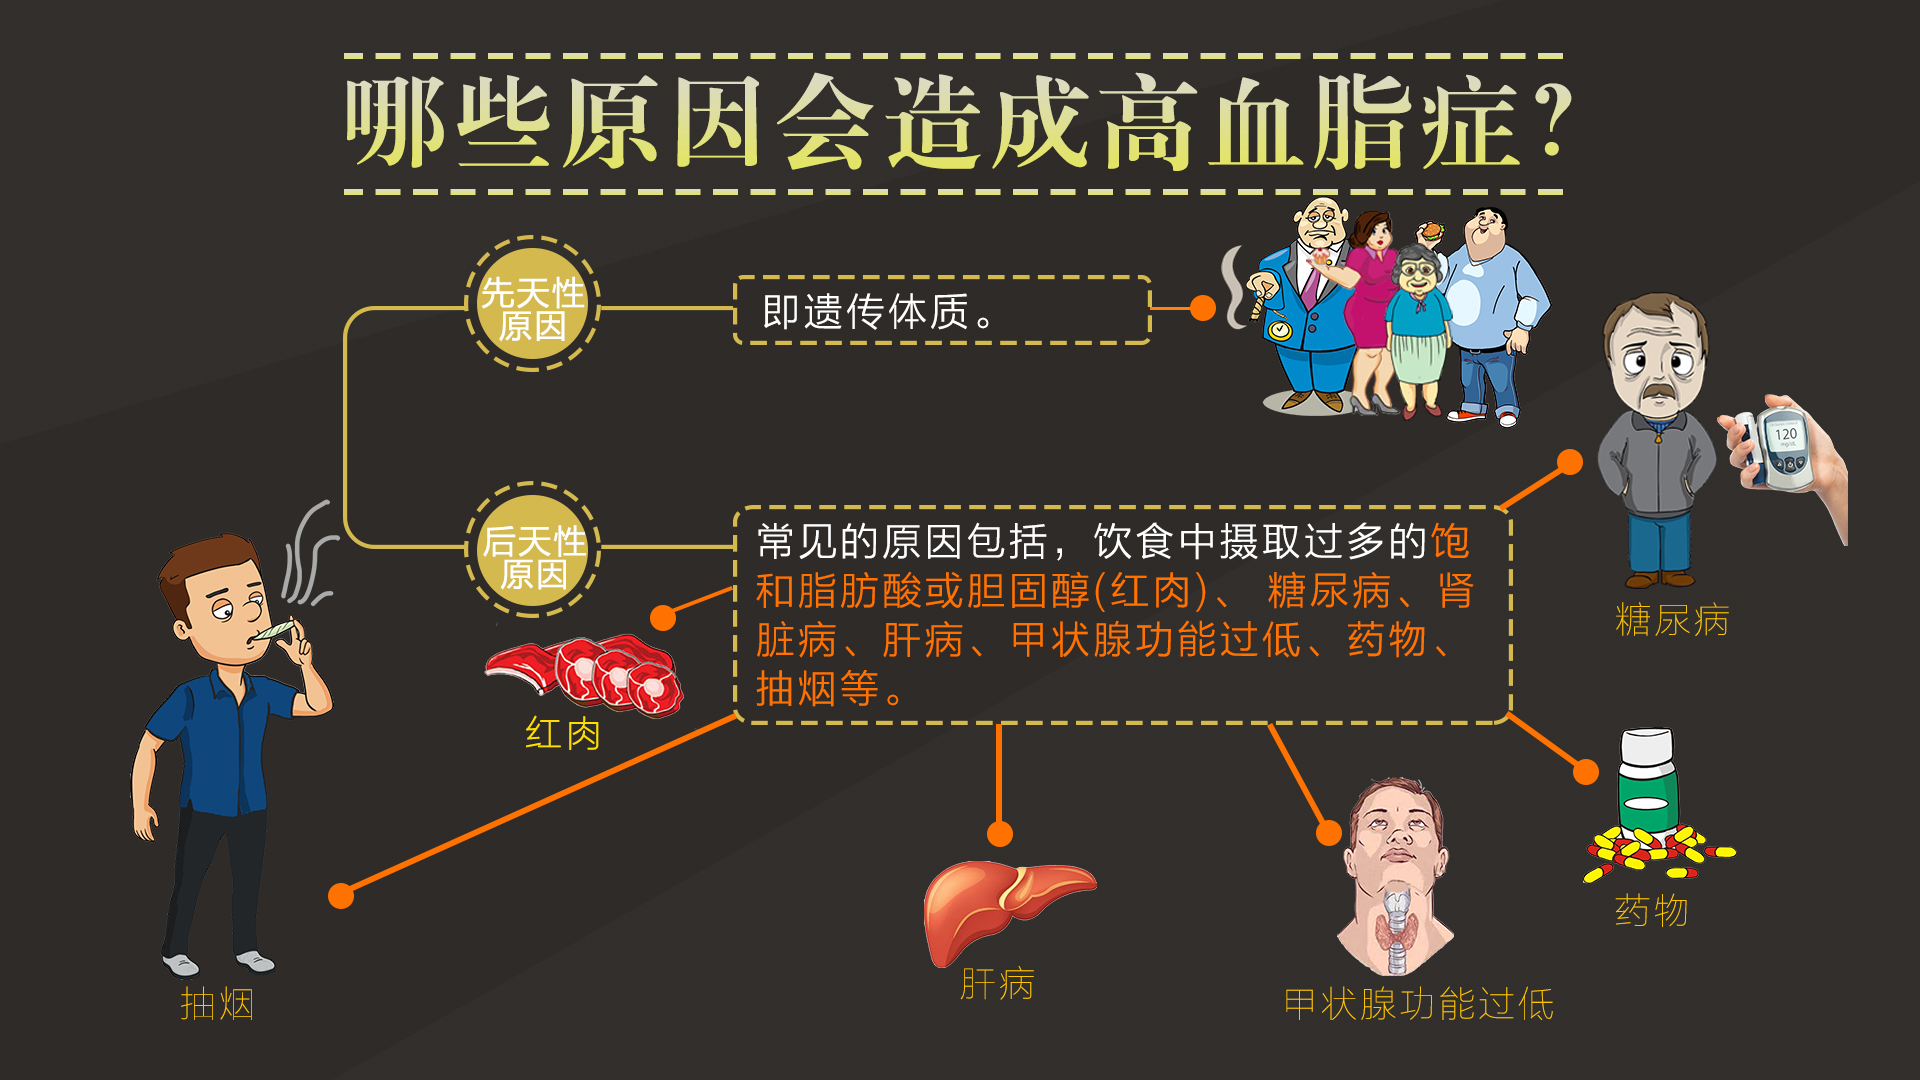 哪些原因会造成高血脂症?
先天性
原因
即遗传体质。
120
mg/dL
后天性
原因
常见的原因包括，饮食中摄取过多的饱
和脂肪酸或胆固醇(红肉)、 糖尿病、肾
脏病、肝病、甲状腺功能过低、药物、
抽烟等。
糖尿病
红肉
药物
肝病
抽烟
甲状腺功能过低